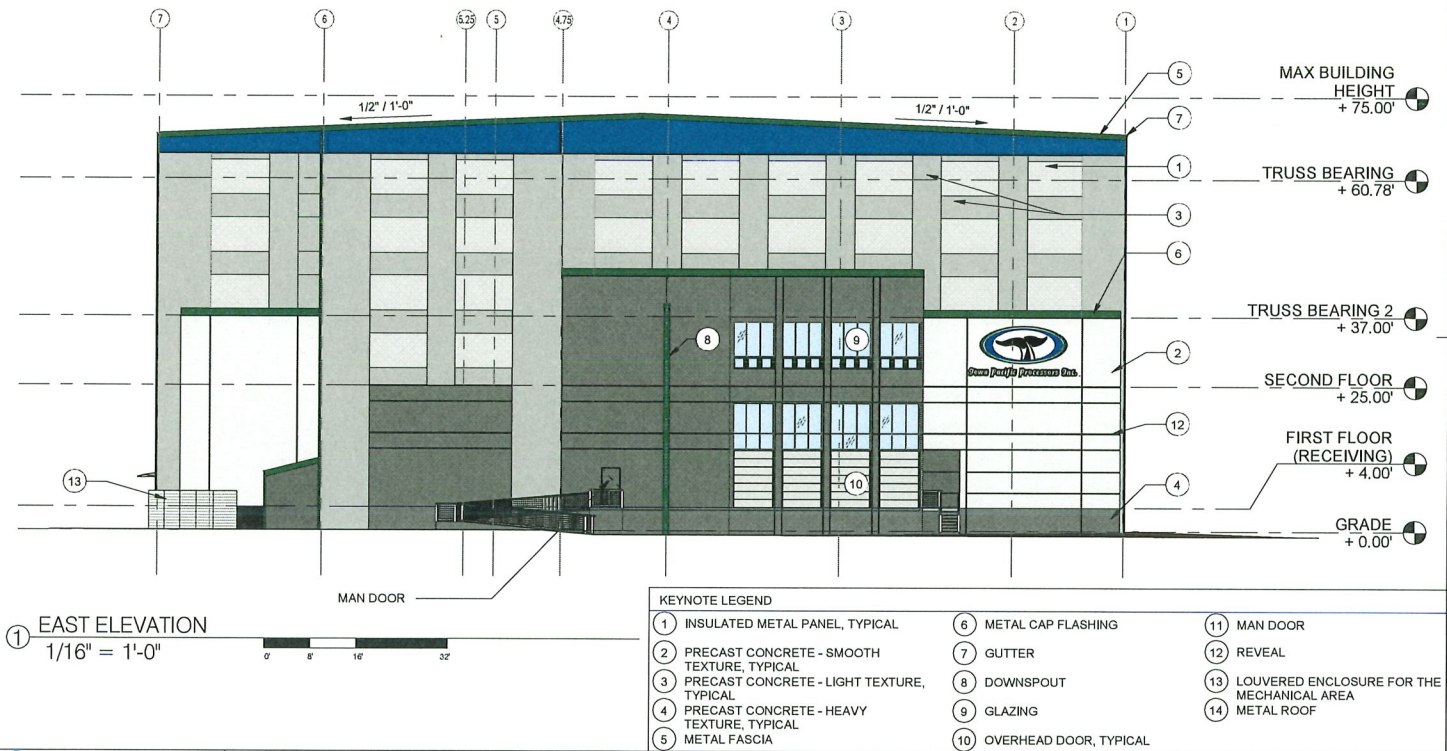 7
6
5.25
5
4.75
4
3
2
1
1/2" / 1'-0"
1/2" / 1'-0"
5
MAX BUILDING
HEIGHT
+ 75.00'
7
1
TRUSS BEARING
+ 60.78'
3
6
TRUSS BEARING 2
+ 37.00'
8
9
2
SECOND FLOOR
+ 25.00'
12
FIRST FLOOR
(RECEIVING)
+ 4.00'
13
10
4
GRADE
+ 0.00'
MAN DOOR
1
EAST ELEVATION
1/16" = 1'-0"
0' 8' 16' 32'
KEYNOTE LEGEND
1 INSULATED METAL PANEL, TYPICAL
2 PRECAST CONCRETE - SMOOTH
TEXTURE, TYPICAL
3 PRECAST CONCRETE - LIGHT TEXTURE,
TYPICAL
4 PRECAST CONCRETE - HEAVY
TEXTURE, TYPICAL
5 METAL FASCIA
6 METAL CAP FLASHING
7 GUTTER
8 DOWNSPOUT
9 GLAZING
10 OVERHEAD DOOR, TYPICAL
11 MAN DOOR
12 REVEAL
13 LOUVERED ENCLOSURE FOR THE
MECHANICAL AREA
14 METAL ROOF
Pacific Processors Inc.